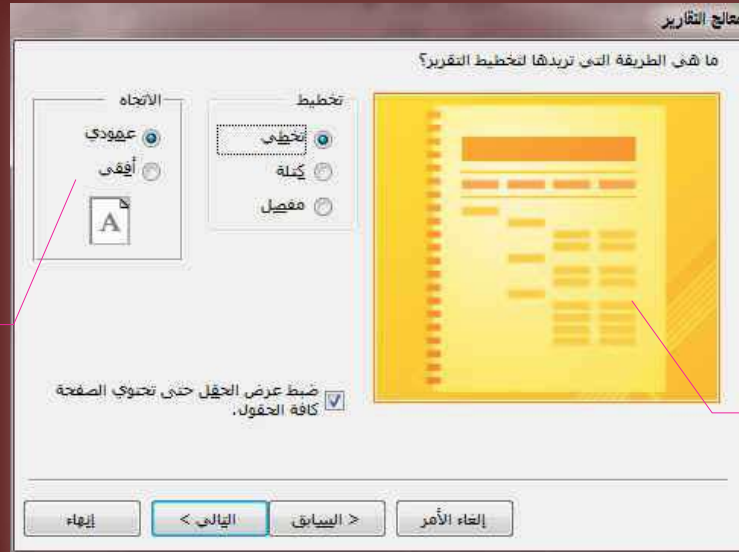 معالج التقارير
ما هي الطريقة التي تريدها لتخطيط التقرير؟
تخطيط
تخطي
كتلة
مفصل
الاتجاه
عمودي
أفقي
A
ضبط عرض الحقل حتى تحتوي الصفحة
كافة الحقول.
إلغاء الأمر
< السابق
التالي >
إنهاء